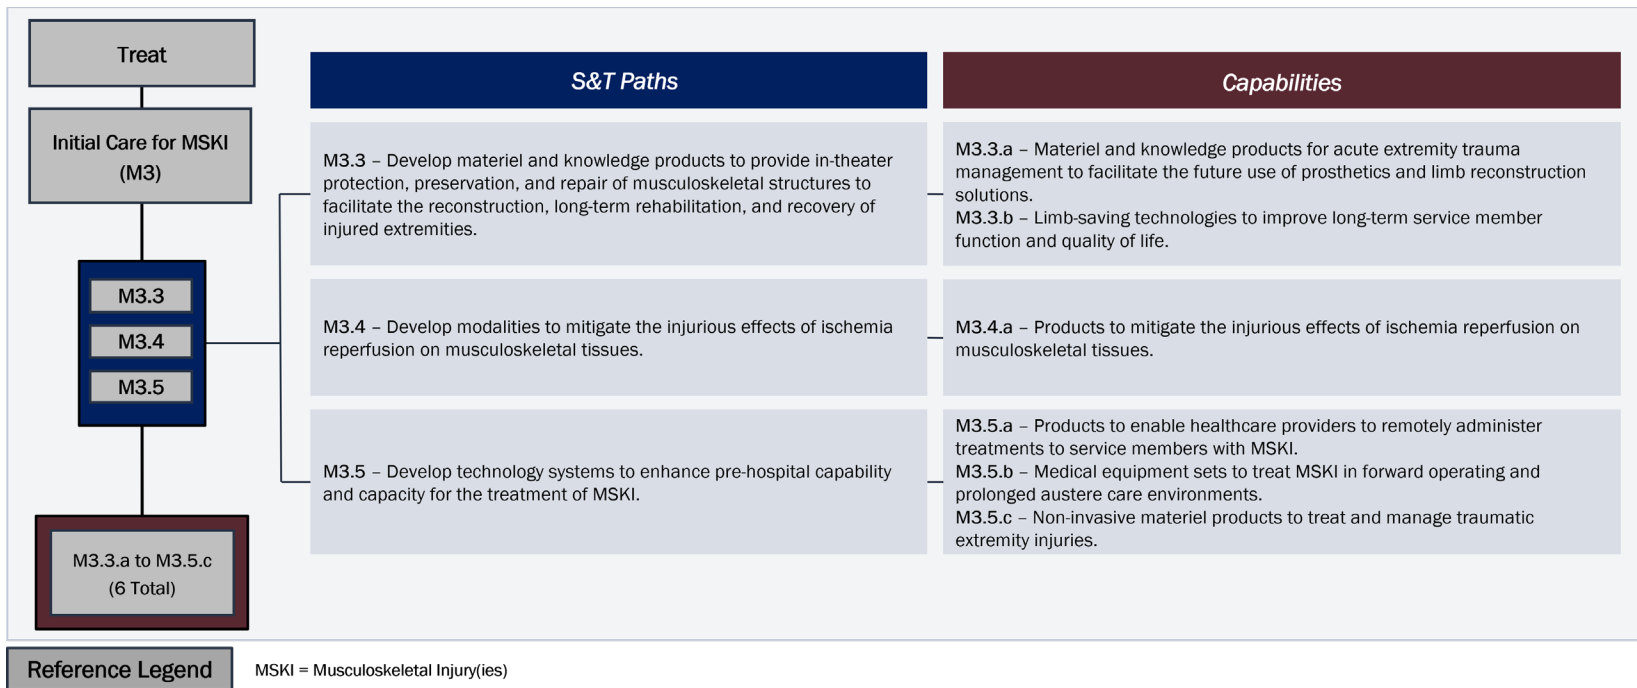 Treat
Initial Care for MSKI
(M3)
M3.3
M3.4
M3.5
M3.3.a to M3.5.c
(6 Total)
S&T Paths
Capabilities
M3.3 – Develop materiel and knowledge products to provide in-theater
protection, preservation, and repair of musculoskeletal structures to
facilitate the reconstruction, long-term rehabilitation, and recovery of
injured extremities.
M3.3.a – Materiel and knowledge products for acute extremity trauma
management to facilitate the future use of prosthetics and limb reconstruction
solutions.
M3.3.b – Limb-saving technologies to improve long-term service member
function and quality of life.
M3.4 – Develop modalities to mitigate the injurious effects of ischemia
reperfusion on musculoskeletal tissues.
M3.4.a – Products to mitigate the injurious effects of ischemia reperfusion on
musculoskeletal tissues.
M3.5 – Develop technology systems to enhance pre-hospital capability
and capacity for the treatment of MSKI.
M3.5.a – Products to enable healthcare providers to remotely administer
treatments to service members with MSKI.
M3.5.b – Medical equipment sets to treat MSKI in forward operating and
prolonged austere care environments.
M3.5.c – Non-invasive materiel products to treat and manage traumatic
extremity injuries.
Reference Legend
MSKI = Musculoskeletal Injury(ies)